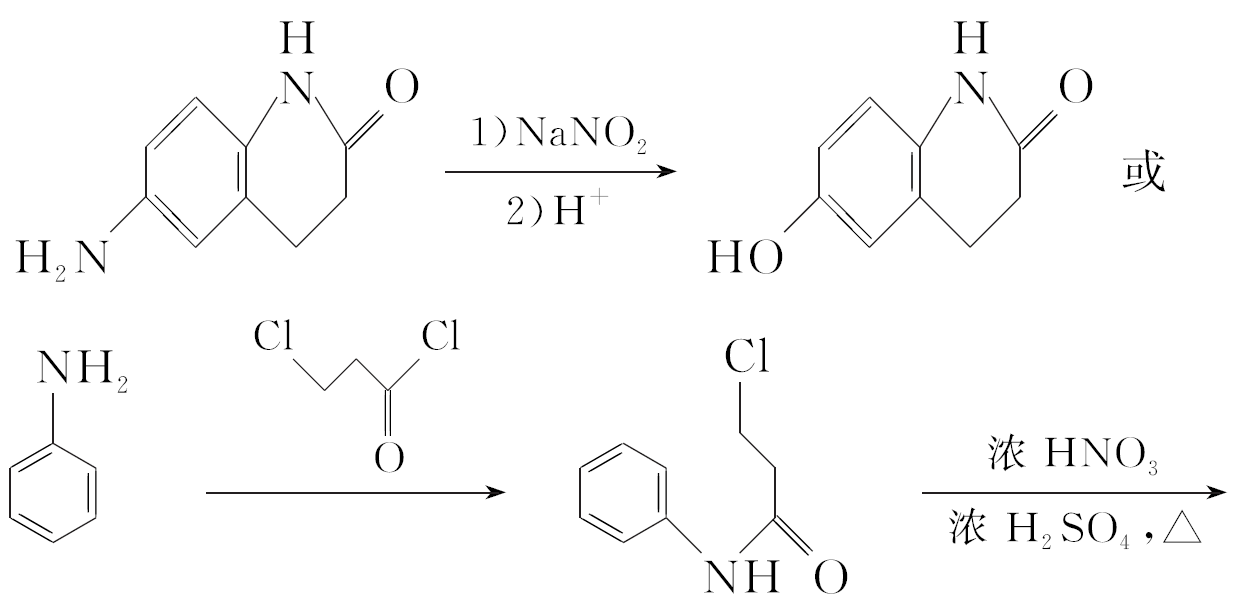 H
N
O
H₂N
1)NaNO₂
2)H⁺
H
N
O
HO
或
NH₂
Cl
Cl
O
Cl
NH
O
浓 HNO₃
浓 H₂SO₄,△